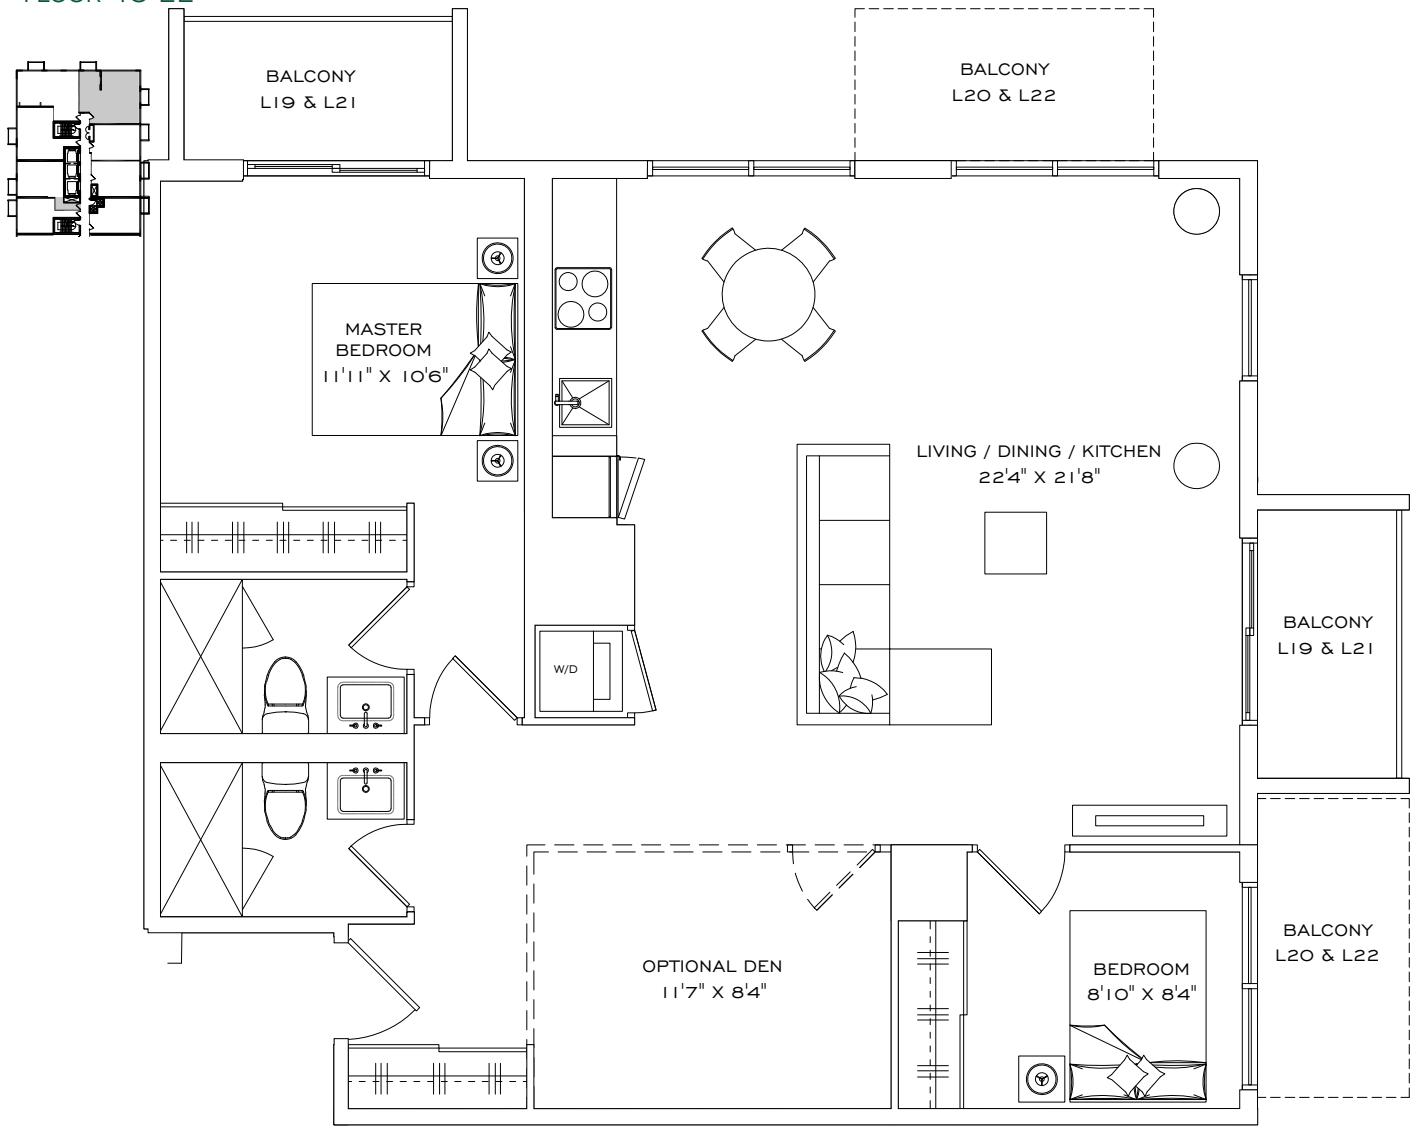 BALCONY
L19 & L21
BALCONY
L20 & L22
MASTER
BEDROOM
11'11" X 10'6"
LIVING / DINING / KITCHEN
22'4" X 21'8"
BALCONY
L19 & L21
W/D
BALCONY
L20 & L22
OPTIONAL DEN
11'7" X 8'4"
BEDROOM
8'10" X 8'4"